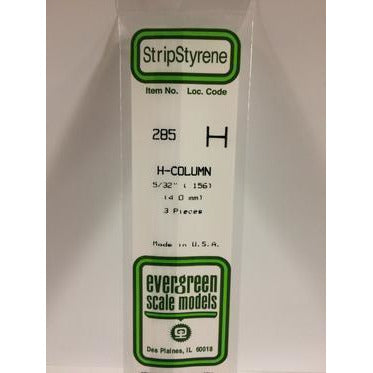 StripStyrene
Item No. Loc. Code
285 H
H-COLUMN
5/32" ( 156)
(4 0 mm)
3 Pieces
Made in U.S.A.
evergreen
scale models
Des Plaines, IL 60018